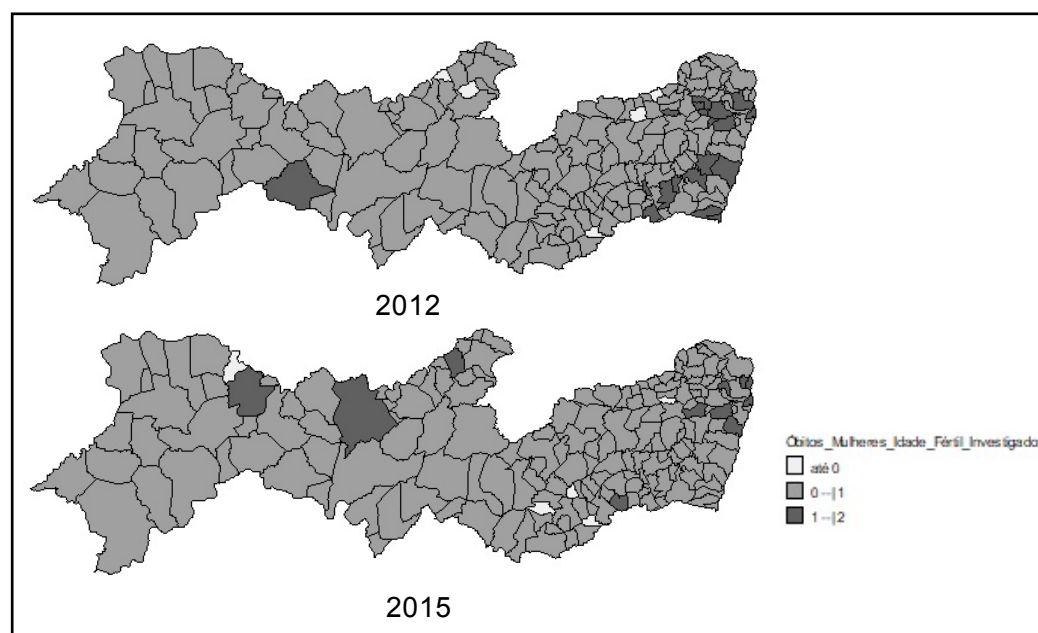 2012
2015
Óbitos_Mulheres_Idade_Fértil_Investigado
até 0
0 --| 1
1 --| 2